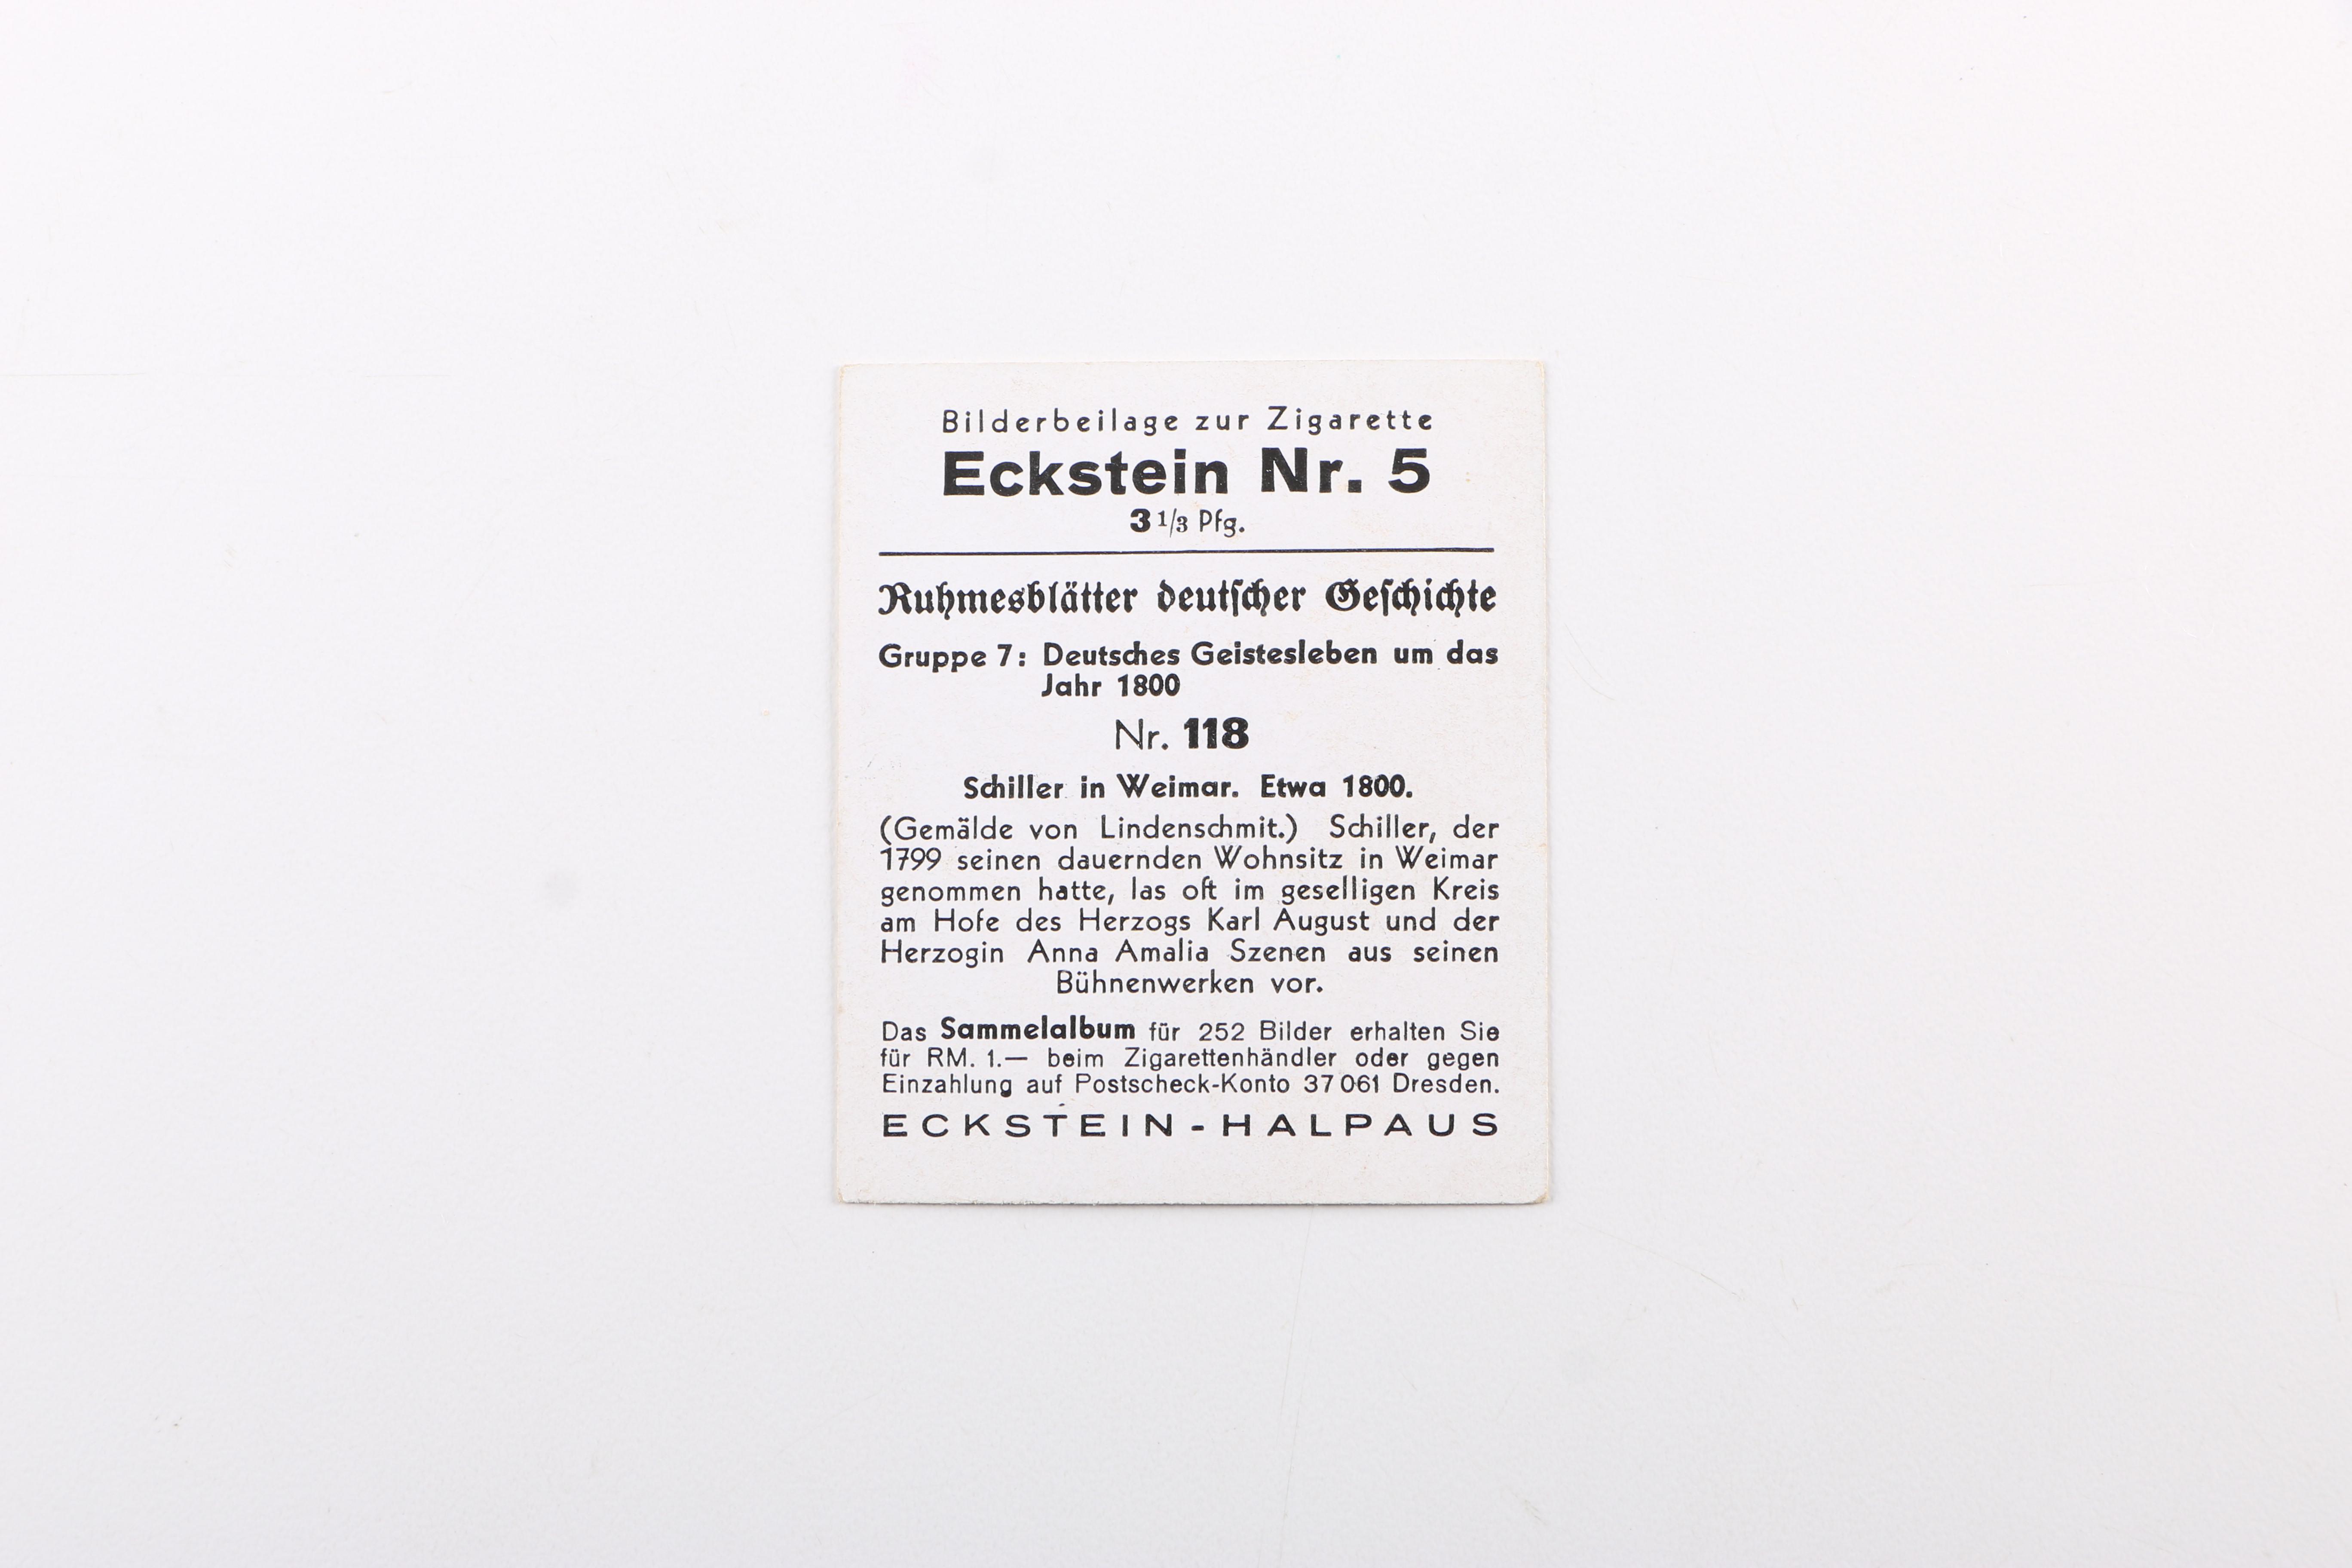 Bilderbeilage zur Zigarette
Eckstein Nr. 5
3 1/3 Pfg.
Ruhmesblätter deutscher Geschichte
Gruppe 7: Deutsches Geistesleben um das
Jahr 1800
Nr. 118
Schiller in Weimar. Etwa 1800.
(Gemälde von Lindenschmit.) Schiller, der
1799 seinen dauernden Wohnsitz in Weimar
genommen hatte, las oft im geselligen Kreis
am Hofe des Herzogs Karl August und der
Herzogin Anna Amalia Szenen aus seinen
Bühnenwerken vor.
Das Sammelalbum für 252 Bilder erhalten Sie
für RM. 1.— beim Zigarettenhändler oder gegen
Einzahlung auf Postscheck-Konto 37 061 Dresden.
ECKSTEIN-HALPAUS